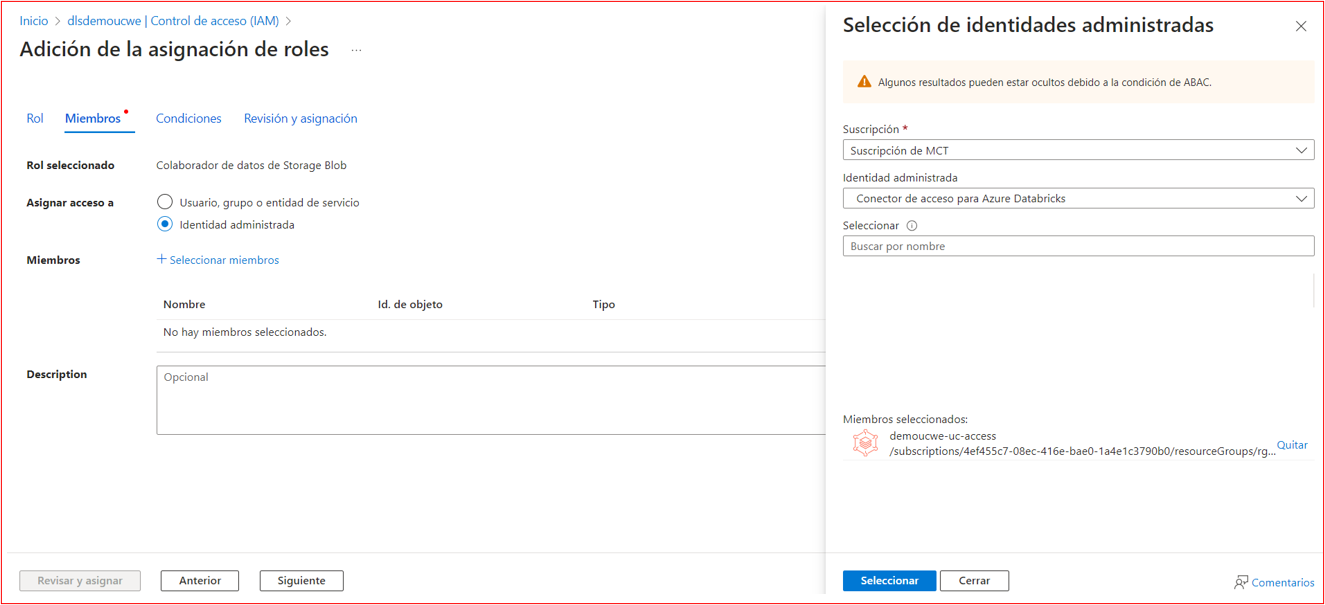 Inicio > dlsdemoucwe | Control de acceso (IAM) >
Adición de la asignación de roles ...
Rol Miembros Condiciones Revisión y asignación
Rol seleccionado Colaborador de datos de Storage Blob
Asignar acceso a Usuario, grupo o entidad de servicio
Identidad administrada
Miembros + Seleccionar miembros
Nombre Id. de objeto Tipo
No hay miembros seleccionados.
Description Opcional
Revisar y asignar Anterior Siguiente
Selección de identidades administradas
Algunos resultados pueden estar ocultos debido a la condición de ABAC.
Suscripción *
Suscripción de MCT
Identidad administrada
Conector de acceso para Azure Databricks
Seleccionar
Buscar por nombre
Miembros seleccionados:
demoucwe-uc-access
/subscriptions/4ef455c7-08ec-416e-bae0-1a4e1c3790b0/resourceGroups/rg... Quitar
Seleccionar Cerrar Comentarios